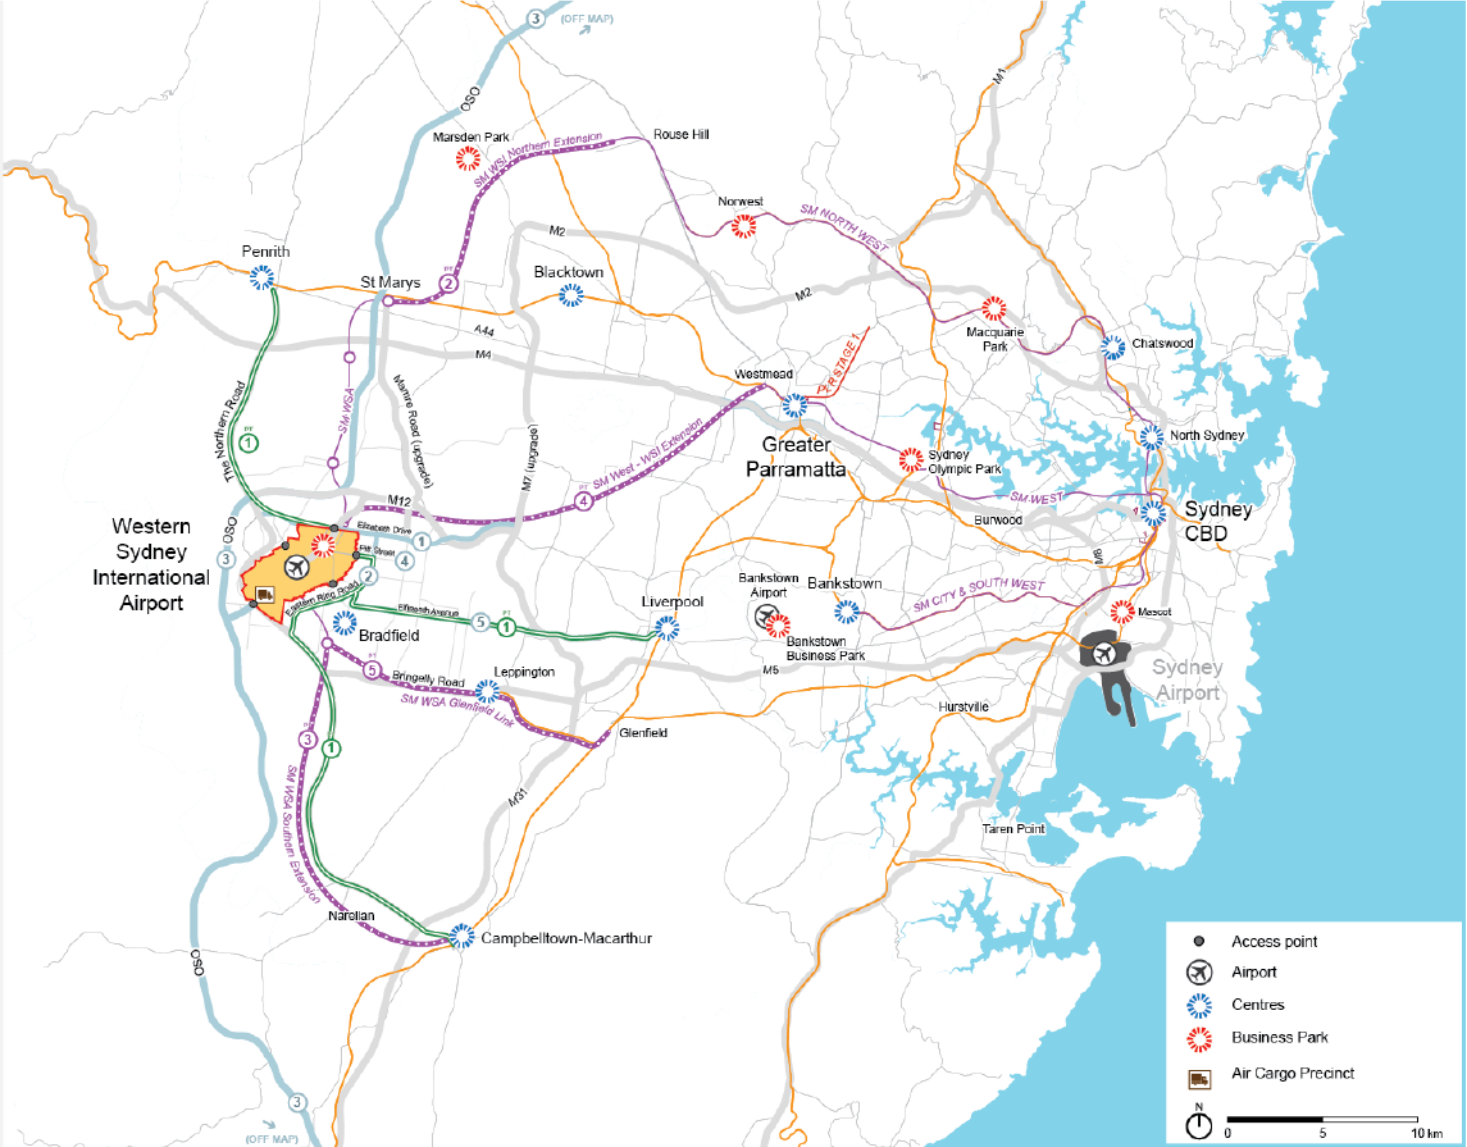 3
(OFF MAP)
M1
OSO
Marsden Park
SM WSI Northern Extension
Rouse Hill
Norwest
SM NORTH WEST
M2
Penrith
PT
2
St Marys
Blacktown
M2
A44
M4
Macquarie
Park
Chatswood
PLR STAGE 1
Westmead
The Northern Road
SM WSA
Mamre Road (upgrade)
M7 (upgrade)
SM West - WSI Extension
PT
1
Greater
Parramatta
Sydney
Olympic Park
North Sydney
PT
4
M12
SM WEST
Burwood
Sydney
CBD
Western
Sydney
International
Airport
OSO
3
Elizabeth Drive
1
Pitt Street
4
2
Eastern Ring Road
Bradfield
Fifteenth Avenue
5
PT
1
Liverpool
Bankstown
Airport
Bankstown
SM CITY & SOUTH WEST
Mascot
Bankstown
Business Park
M5
Sydney
Airport
PT
5
Bringelly Road
Leppington
SM WSA Glenfield Link
Glenfield
Hurstville
3
1
SM WSA Southern Extension
M31
Taren Point
Narellan
Campbelltown-Macarthur
OSO
3
(OFF MAP)
Access point
Airport
Centres
Business Park
Air Cargo Precinct
N
0 5 10 km